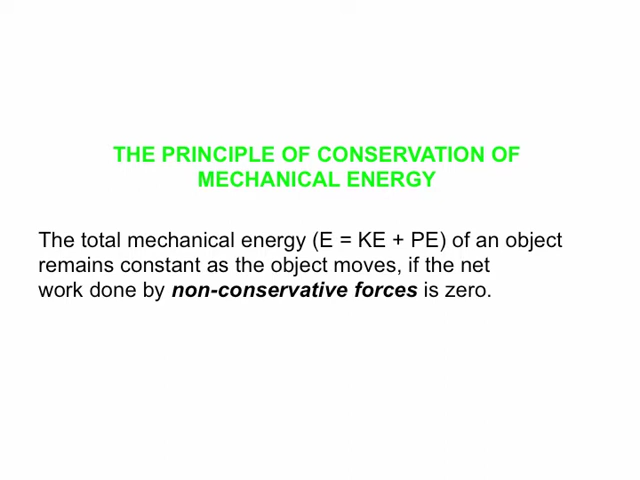 THE PRINCIPLE OF CONSERVATION OF
MECHANICAL ENERGY
The total mechanical energy (E = KE + PE) of an object
remains constant as the object moves, if the net
work done by non-conservative forces is zero.